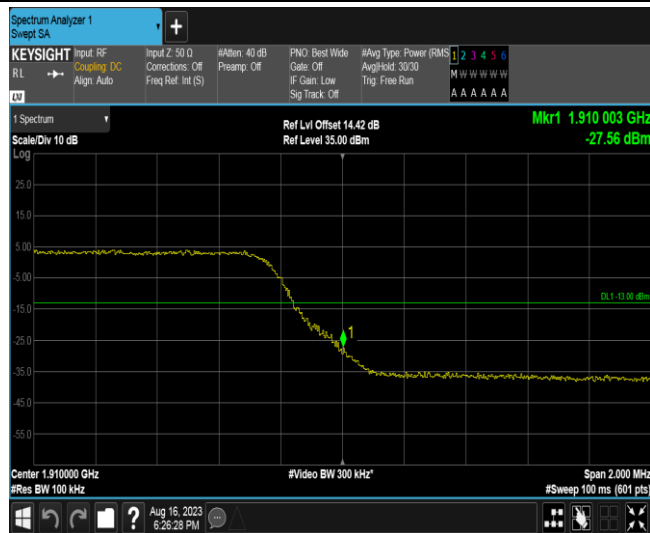 Spectrum Analyzer 1
Swept SA
KEYSIGHT
RL
LXI
Input: RF
Coupling: DC
Align: Auto
Input Z: 50 Ω
Corrections: Off
Freq Ref: Int (S)
#Atten: 40 dB
Preamp: Off
PNO: Best Wide
Gate: Off
IF Gain: Low
Sig Track: Off
#Avg Type: Power (RMS
Avg|Hold: 30/30
Trig: Free Run
1 2 3 4 5 6
M W W W W W
A A A A A A
1 Spectrum
Scale/Div 10 dB
Ref Lvl Offset 14.42 dB
Ref Level 35.00 dBm
Mkr1 1.910 003 GHz
-27.56 dBm
Log
25.0
15.0
5.00
-5.00
DL1 -13.00 dBm
-15.0
1
-25.0
-35.0
-45.0
-55.0
Center 1.910000 GHz
#Video BW 300 kHz*
Span 2.000 MHz
#Res BW 100 kHz
#Sweep 100 ms (601 pts)
?
Aug 16, 2023
6:26:28 PM